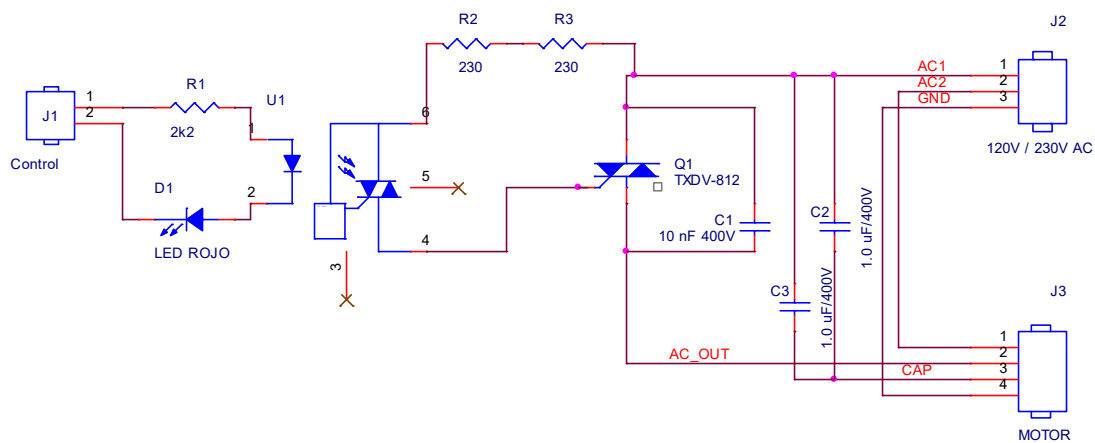 R2
R3
J2
230
230
AC1
1
AC2
2
GND
3
120V / 230V AC
R1
U1
J1
1
2
2k2
1
6
Control
Q1
TXDV-812
5
D1
2
LED ROJO
4
3
C1
10 nF 400V
C2
1.0 uF/400V
C3
1.0 uF/400V
J3
AC_OUT
CAP
1
2
3
4
MOTOR